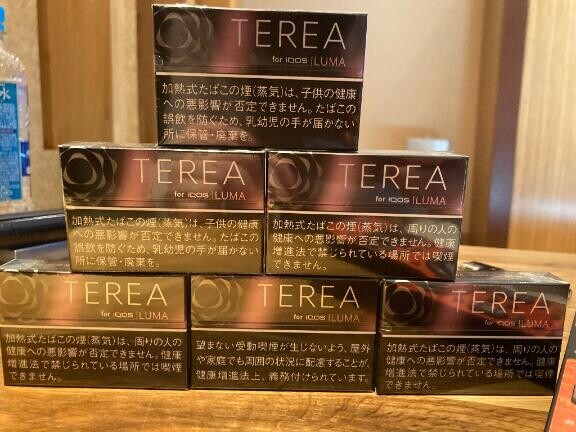 TEREA
for IQOS ILUMA
加熱式たばこの煙(蒸気)は、子供の健康
への悪影響が否定できません。たばこの
誤飲を防ぐため、乳幼児の手が届かない
所に保管・廃棄を。
TEREA
for IQOS ILUMA
加熱式たばこの煙(蒸気)は、子供の健康
への悪影響が否定できません。たばこの
誤飲を防ぐため、乳幼児の手が届かない
所に保管・廃棄を。
TEREA
for IQOS ILUMA
加熱式たばこの煙(蒸気)は、周りの人の
健康への悪影響が否定できません。健康
増進法で禁じられている場所では喫煙
できません。
TEREA
for IQOS ILUMA
加熱式たばこの煙(蒸気)は、周りの人の
健康への悪影響が否定できません。健康
増進法で禁じられている場所では喫煙
できません。
TEREA
for IQOS ILUMA
望まない受動喫煙が生じないよう、屋外
や家庭でも周囲の状況に配慮することが、
健康増進法上、義務付けられています。
TEREA
for IQOS ILUMA
加熱式たばこの煙(蒸気)は、周りの人の
健康への悪影響が否定できません。健康
増進法で禁じられている場所では喫煙
できません。
水